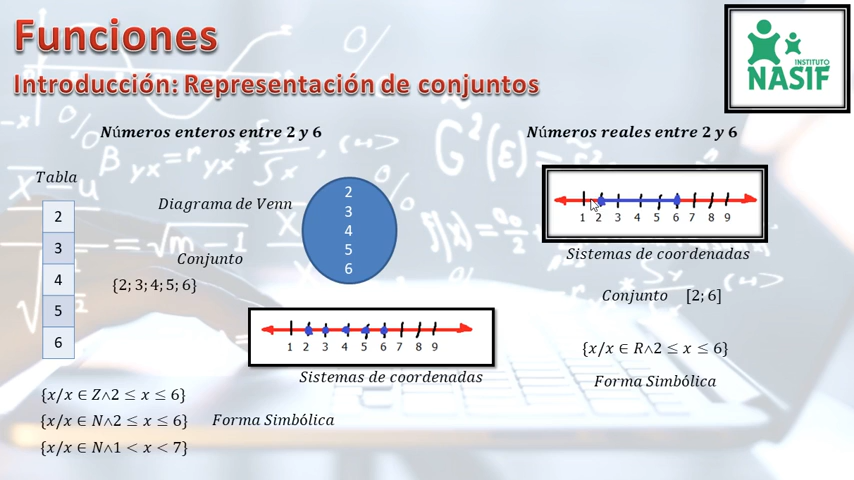 Funciones
INSTITUTO
NASIF
Introducción: Representación de conjuntos
Números enteros entre 2 y 6
Números reales entre 2 y 6
Tabla
2
3
4
5
6
Diagrama de Venn
2
3
4
5
6
Conjunto
{2; 3; 4; 5; 6}
1 2 3 4 5 6 7 8 9
Sistemas de coordenadas
{x/x ∈ Z∧2 ≤ x ≤ 6}
{x/x ∈ N∧2 ≤ x ≤ 6}
{x/x ∈ N∧1 < x < 7}
Forma Simbólica
1 2 3 4 5 6 7 8 9
Sistemas de coordenadas
Conjunto [2; 6]
{x/x ∈ R∧2 ≤ x ≤ 6}
Forma Simbólica